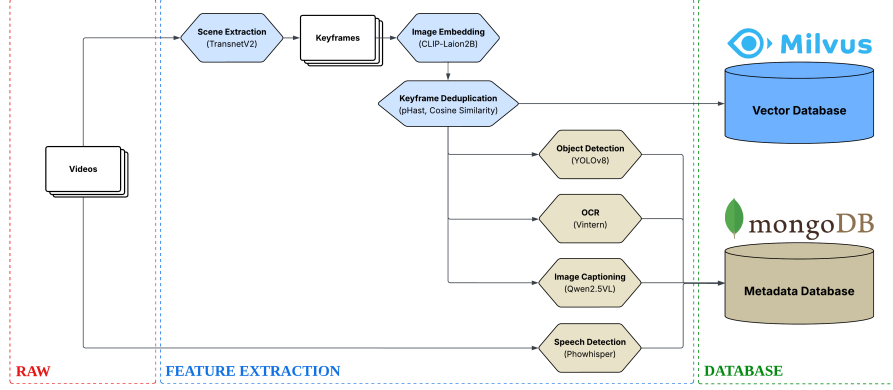 Scene Extraction
(TransnetV2)
Keyframes
Image Embedding
(CLIP-Laion2B)
Milvus
Keyframe Deduplication
(pHast, Cosine Similarity)
Vector Database
Videos
Object Detection
(YOLOv8)
OCR
(Vintern)
mongoDB
Image Captioning
(Qwen2.5VL)
Metadata Database
Speech Detection
(Phowhisper)
RAW
FEATURE EXTRACTION
DATABASE